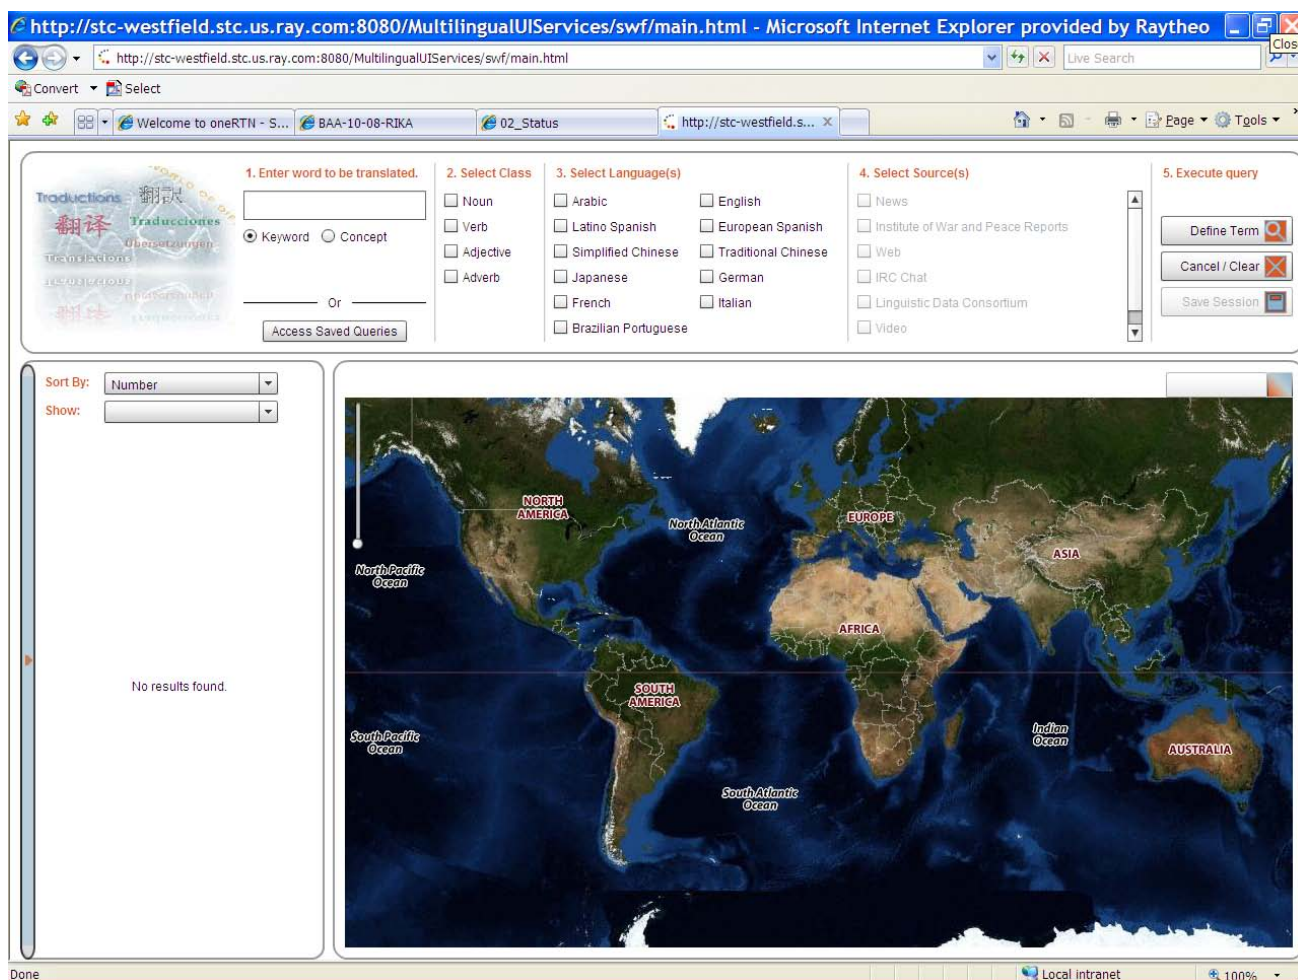 http://stc-westfield.stc.us.ray.com:8080/MultilingualUIServices/swf/main.html - Microsoft Internet Explorer provided by Raytheo
Clos
http://stc-westfield.stc.us.ray.com:8080/MultilingualUIServices/swf/main.html
Live Search
Convert
Select
Welcome to oneRTN - S...
BAA-10-08-RIKA
02_Status
http://stc-westfield.s...
Page
Tools
Traductions
翻訳
翻译
Traducciones
Übersetzungen
Translations
1. Enter word to be translated.
Keyword
Concept
Or
Access Saved Queries
2. Select Class
Noun
Verb
Adjective
Adverb
3. Select Language(s)
Arabic
English
Latino Spanish
European Spanish
Simplified Chinese
Traditional Chinese
Japanese
German
French
Italian
Brazilian Portuguese
4. Select Source(s)
News
Institute of War and Peace Reports
Web
IRC Chat
Linguistic Data Consortium
Video
5. Execute query
Define Term
Cancel / Clear
Save Session
Sort By:
Number
Show:
No results found.
NORTH
AMERICA
North Atlantic
Ocean
EUROPE
ASIA
North Pacific
Ocean
AFRICA
SOUTH
AMERICA
South Pacific
Ocean
Indian
Ocean
AUSTRALIA
South Atlantic
Ocean
Done
Local intranet
100%